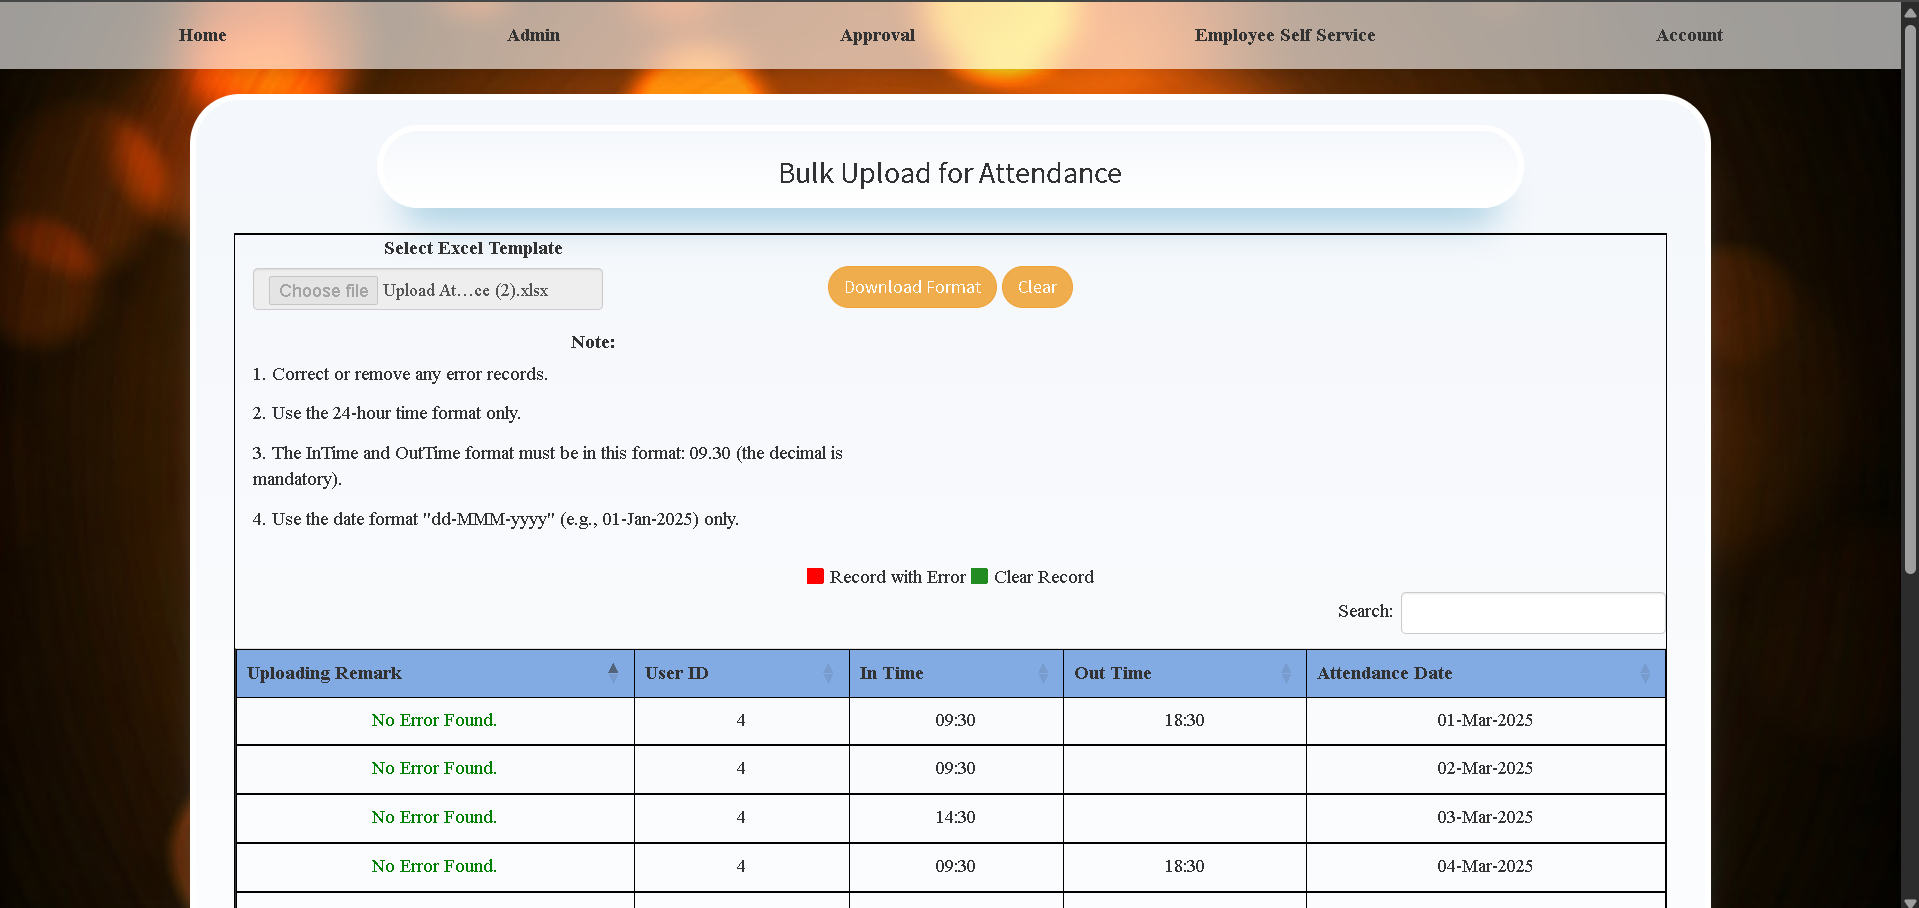 Home Admin Approval Employee Self Service Account
Bulk Upload for Attendance
Select Excel Template
Choose file Upload At...ce (2).xlsx
Download Format Clear
Note:
1. Correct or remove any error records.
2. Use the 24-hour time format only.
3. The InTime and OutTime format must be in this format: 09.30 (the decimal is
mandatory).
4. Use the date format "dd-MMM-yyyy" (e.g., 01-Jan-2025) only.
Record with Error Clear Record
Search:
Uploading Remark User ID In Time Out Time Attendance Date
No Error Found. 4 09:30 18:30 01-Mar-2025
No Error Found. 4 09:30 02-Mar-2025
No Error Found. 4 14:30 03-Mar-2025
No Error Found. 4 09:30 18:30 04-Mar-2025